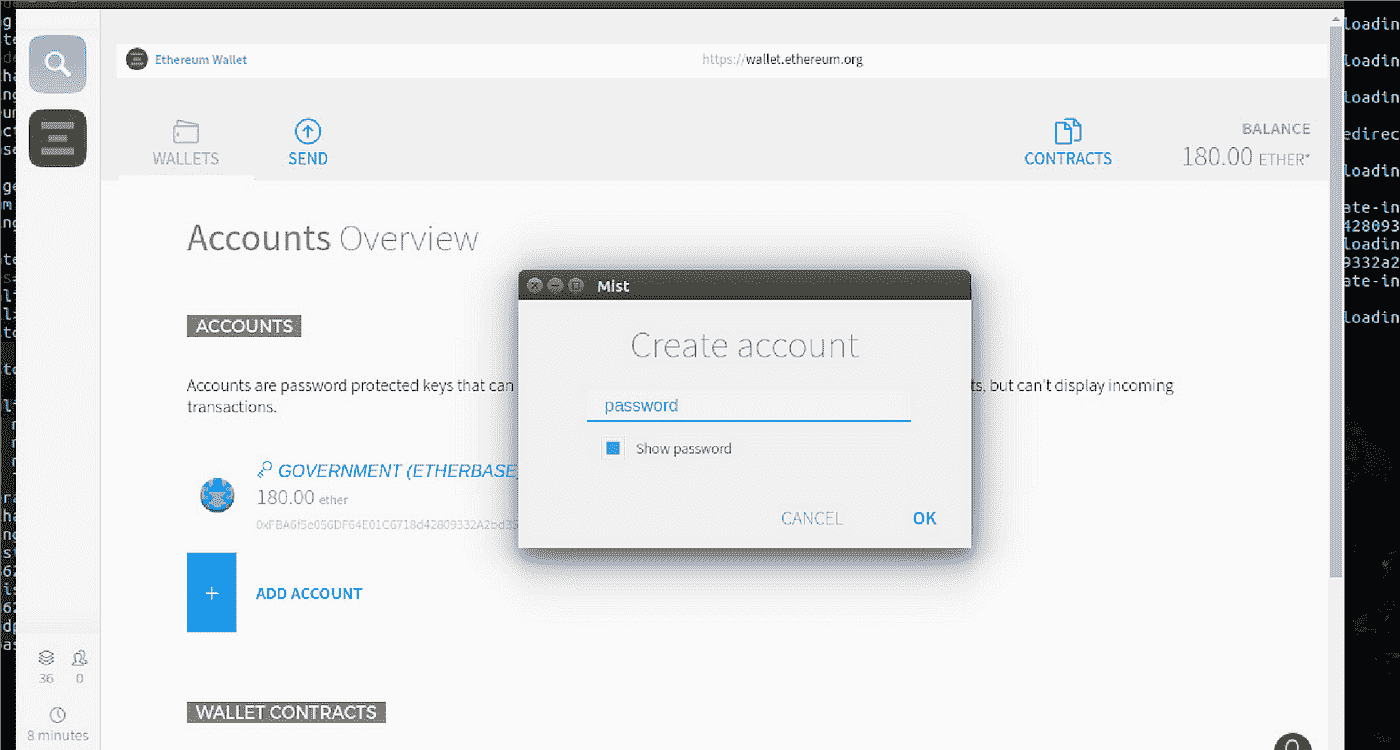 Ethereum Wallet
https://wallet.ethereum.org
WALLETS
SEND
CONTRACTS
BALANCE
180.00 ETHER*
Accounts Overview
ACCOUNTS
Accounts are password protected keys that can
ts, but can't display incoming
transactions.
GOVERNMENT (ETHERBASE)
180.00 ether
ADD ACCOUNT
WALLET CONTRACTS
Mist
Create account
password
Show password
CANCEL
OK
36
0
8 minutes
loadin
loadin
loadin
edirec
loadin
ate-in
428093
loadin
9332a2
ate-in
loadin